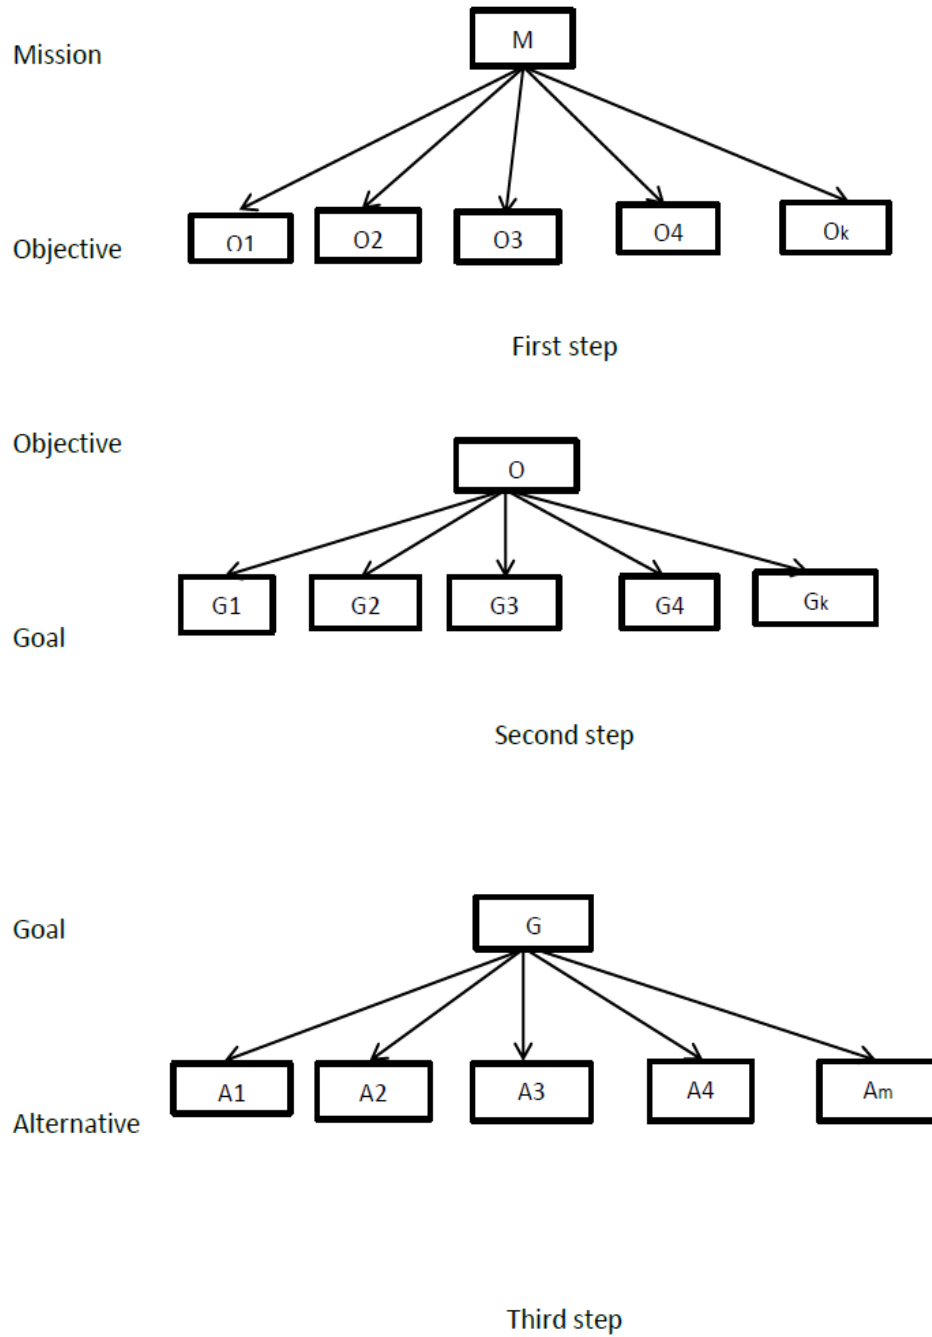 M
Mission
O1 O2 O3 O4 Ok
Objective
First step
Objective
O
G1 G2 G3 G4 Gk
Goal
Second step
Goal
G
A1 A2 A3 A4 Am
Alternative
Third step